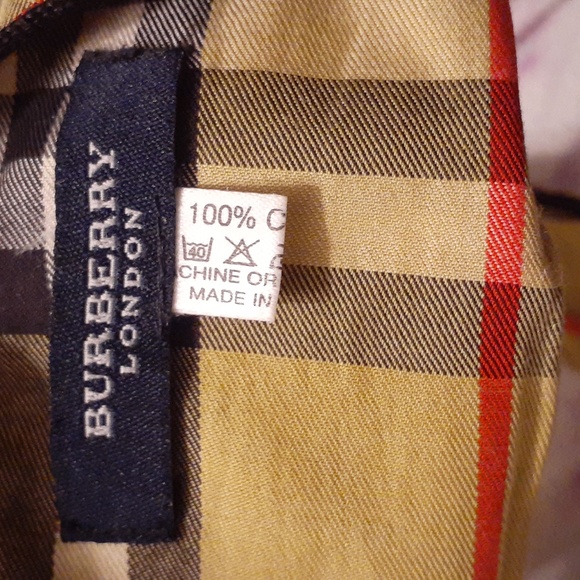 BURBERRY
LONDON
100% C
40
CHINE OR
MADE IN